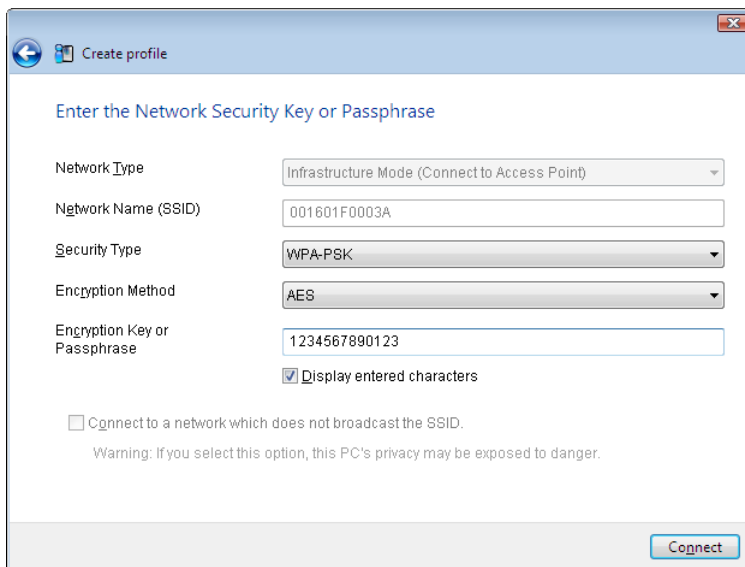 Create profile
Enter the Network Security Key or Passphrase
Network Type
Infrastructure Mode (Connect to Access Point)
Network Name (SSID)
001601F0003A
Security Type
WPA-PSK
Encryption Method
AES
Encryption Key or
Passphrase
1234567890123
Display entered characters
Connect to a network which does not broadcast the SSID.
Warning: If you select this option, this PC's privacy may be exposed to danger.
Connect